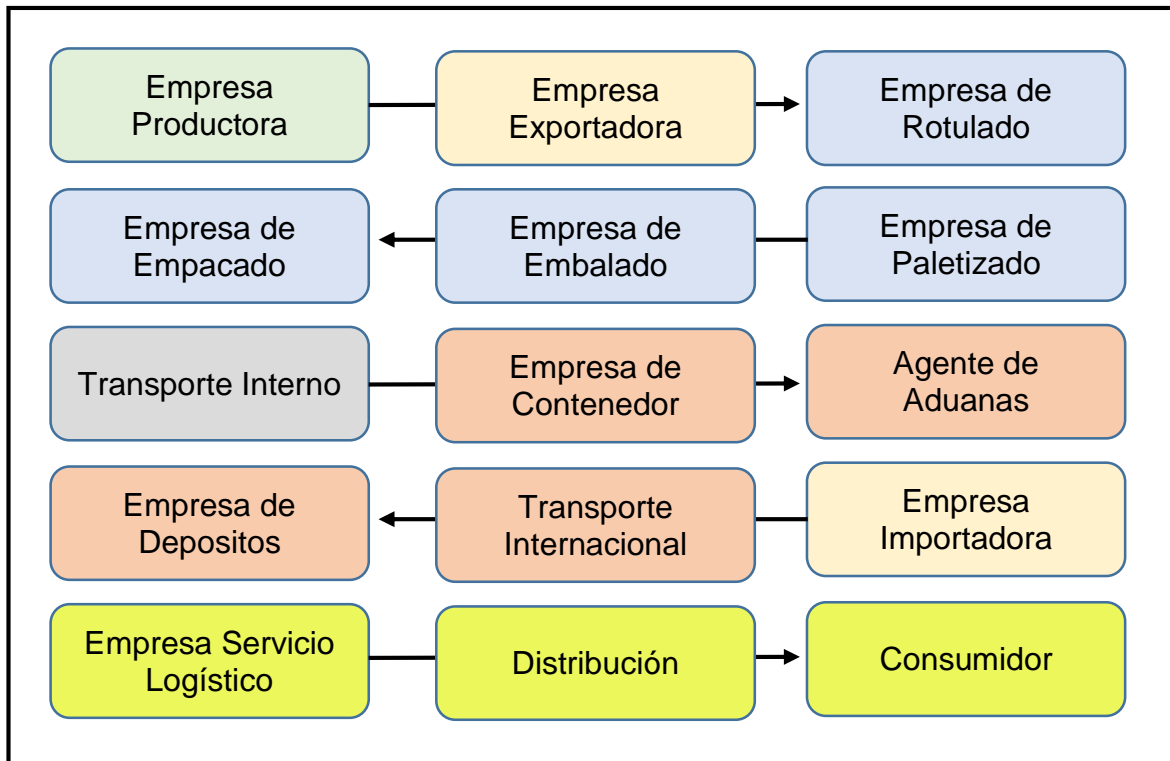 Empresa
Productora
Empresa
Exportadora
Empresa de
Rotulado
Empresa de
Empacado
Empresa de
Embalado
Empresa de
Paletizado
Transporte Interno
Empresa de
Contenedor
Agente de
Aduanas
Empresa de
Depositos
Transporte
Internacional
Empresa
Importadora
Empresa Servicio
Logístico
Distribución
Consumidor